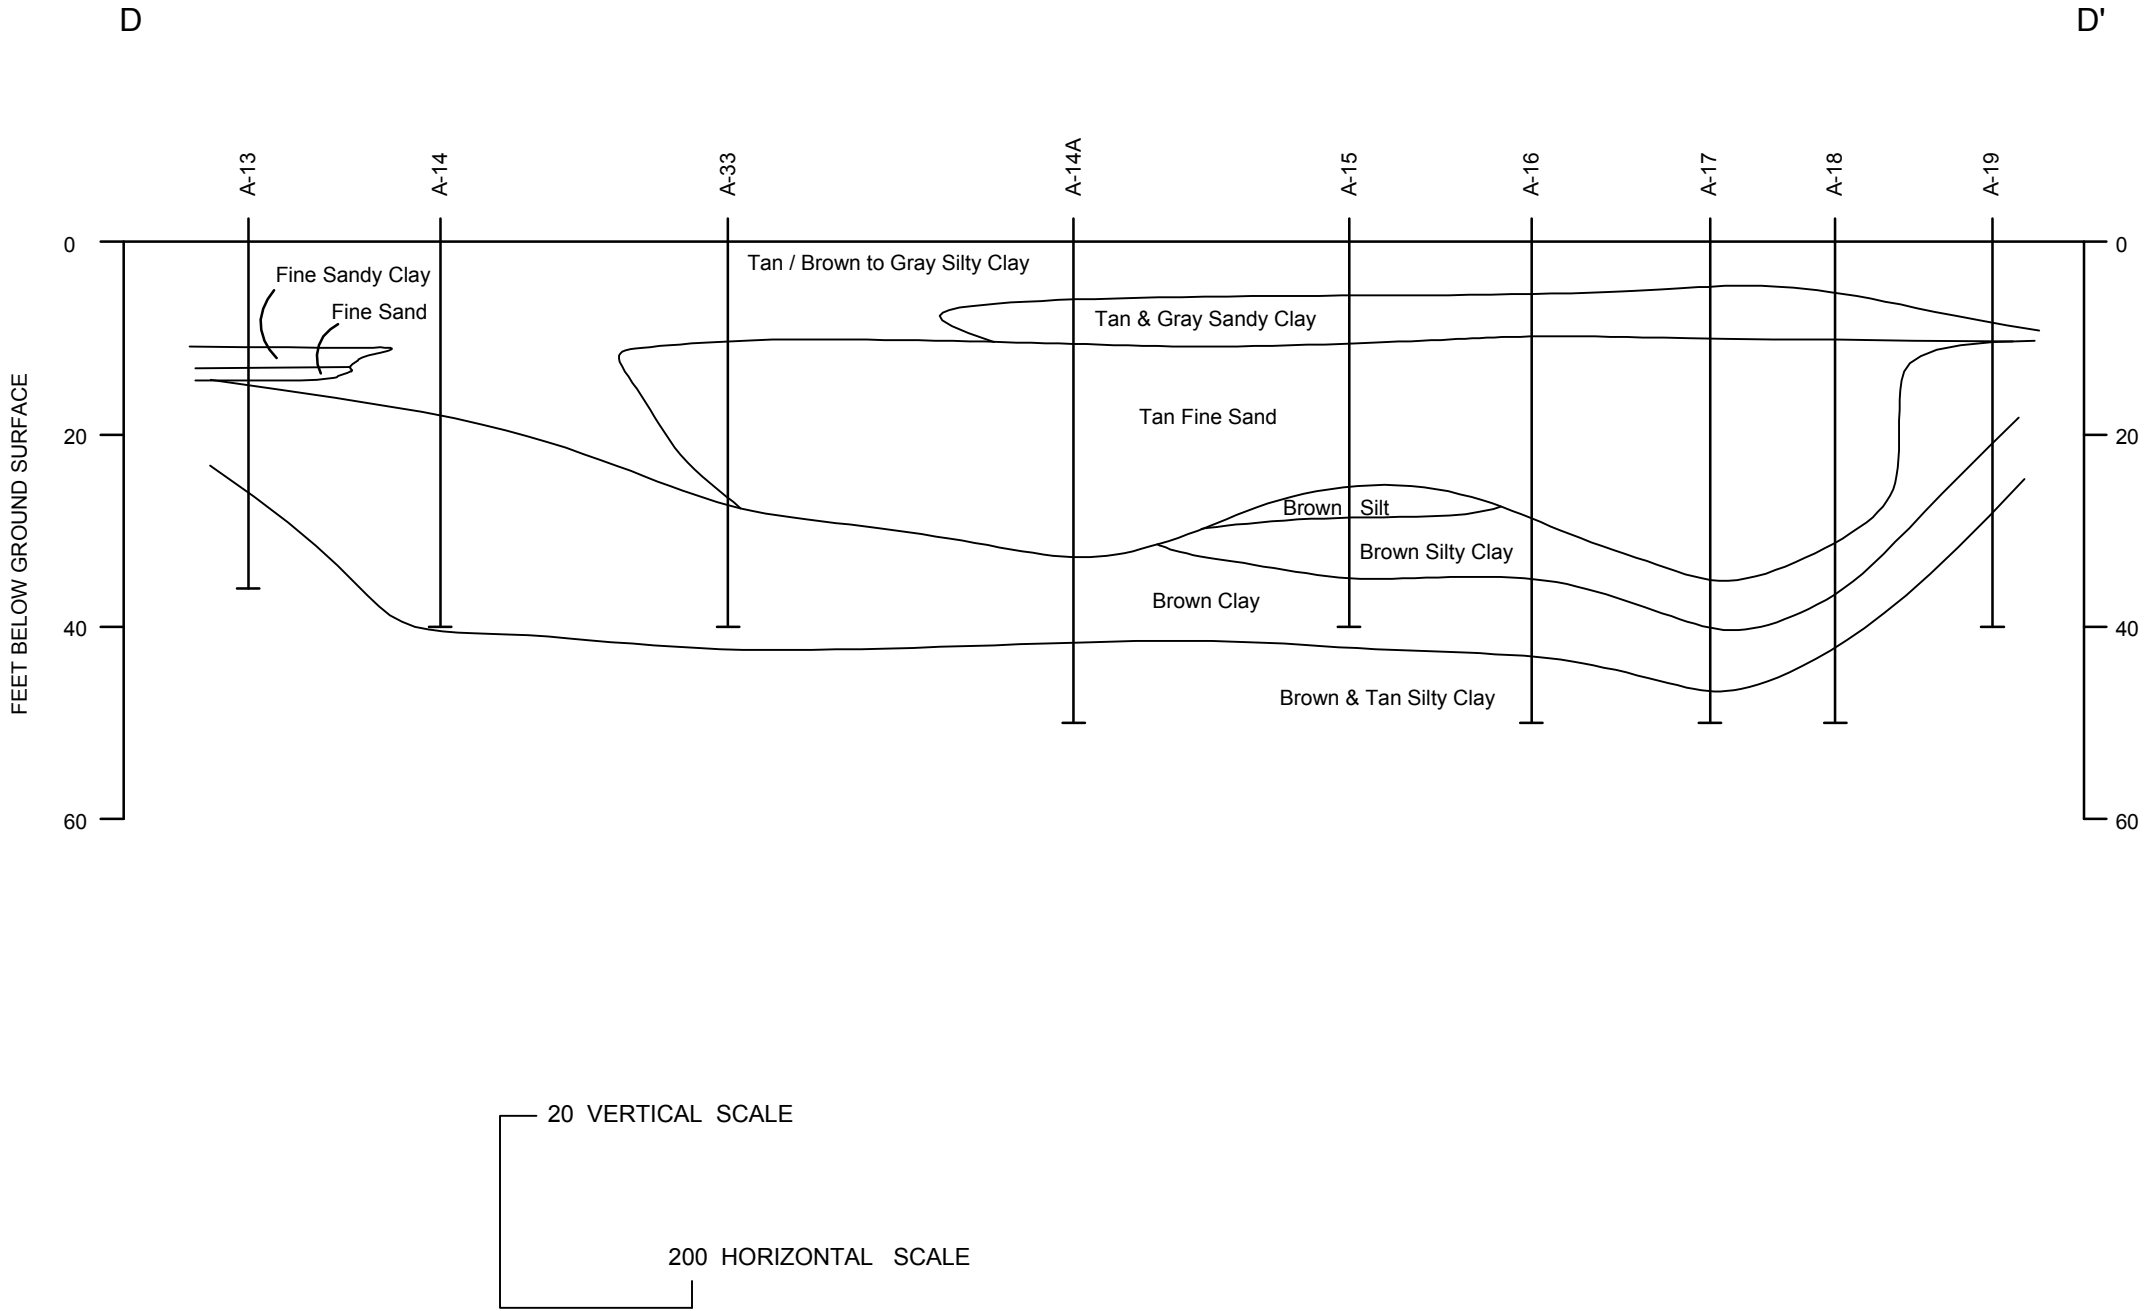 D
D'
A-13
A-14
A-33
A-14A
A-15
A-16
A-17
A-18
A-19
0
0
Tan / Brown to Gray Silty Clay
Fine Sandy Clay
Fine Sand
Tan & Gray Sandy Clay
Tan Fine Sand
20
20
Brown Silt
Brown Silty Clay
Brown Clay
40
40
Brown & Tan Silty Clay
60
60
FEET BELOW GROUND SURFACE
20 VERTICAL SCALE
200 HORIZONTAL SCALE